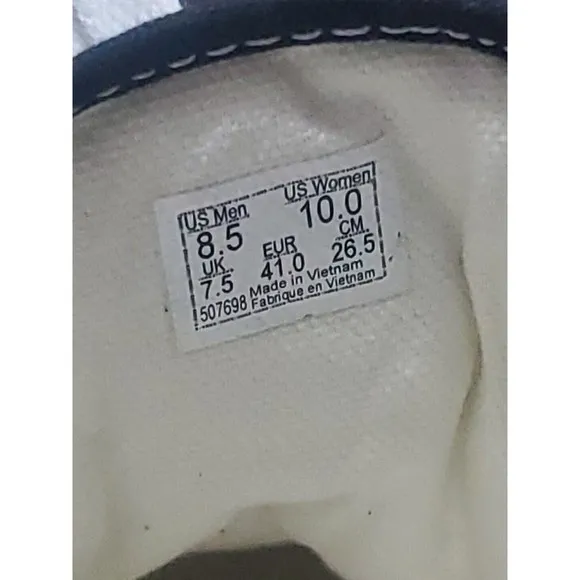 US Men US Women
8.5 10.0
UK EUR CM
7.5 41.0 26.5
507698 Made in Vietnam
Fabrique en Vietnam